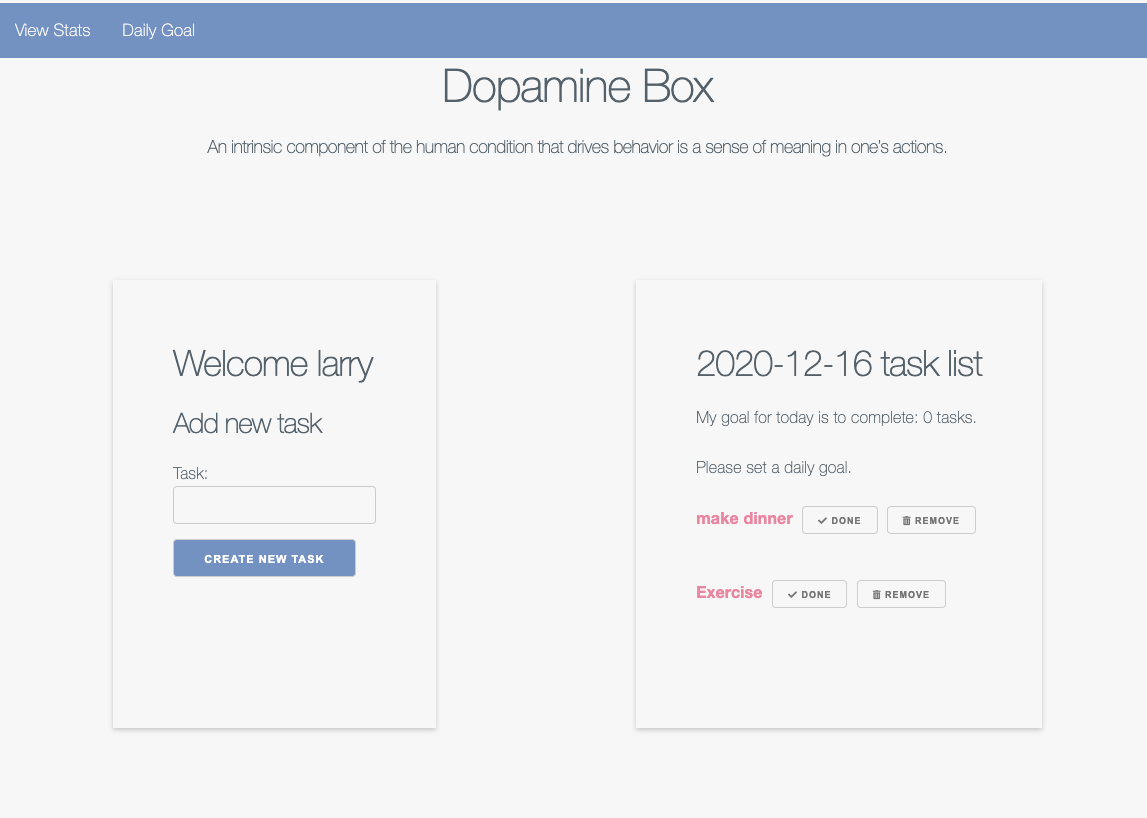 View Stats Daily Goal
Dopamine Box
An intrinsic component of the human condition that drives behavior is a sense of meaning in one's actions.
Welcome larry
Add new task
Task:
CREATE NEW TASK
2020-12-16 task list
My goal for today is to complete: 0 tasks.
Please set a daily goal.
make dinner DONE REMOVE
Exercise DONE REMOVE